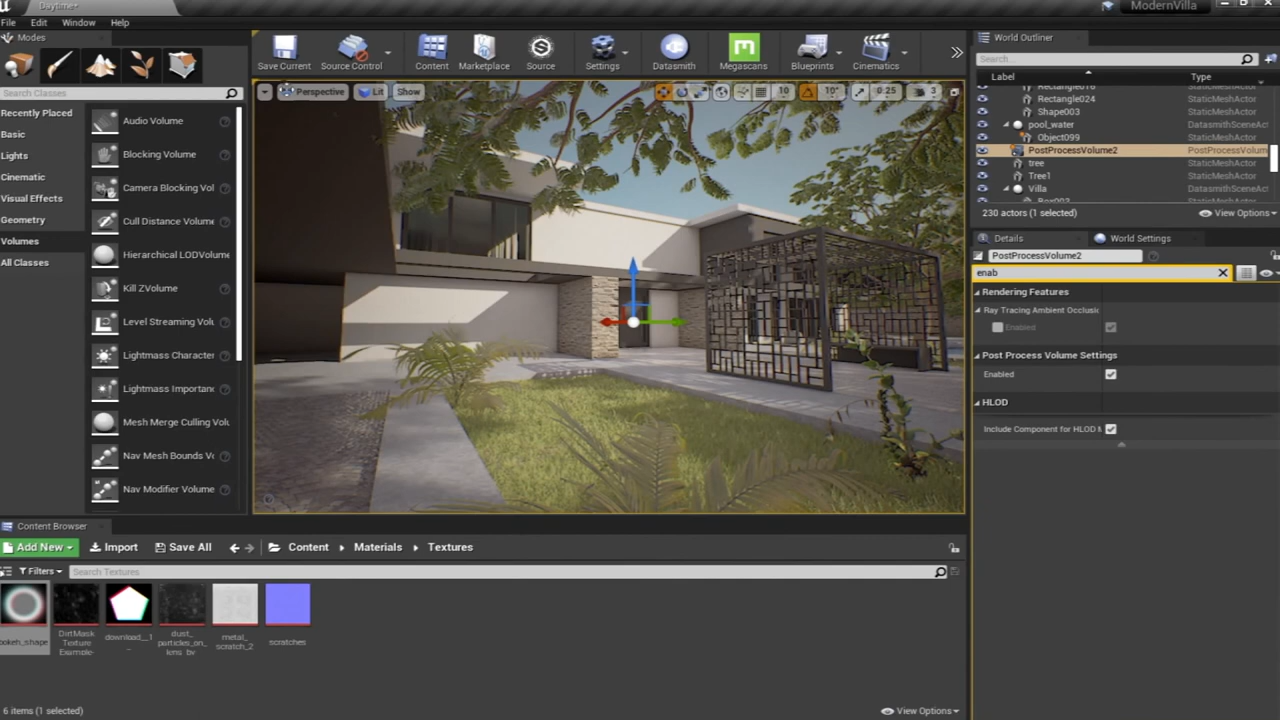 Daytime*
ModernVilla
File Edit Window Help
Modes
Search Classes
Recently Placed
Basic
Lights
Cinematic
Visual Effects
Geometry
Volumes
All Classes
Audio Volume
Blocking Volume
Camera Blocking Vol
Cull Distance Volume
Hierarchical LODVolume
Kill ZVolume
Level Streaming Volu
Lightmass Character
Lightmass Importanc
Mesh Merge Culling Volu
Nav Mesh Bounds Vo
Nav Modifier Volume
Save Current Source Control Content Marketplace Source Settings Datasmith Megascans Blueprints Cinematics
Perspective Lit Show 10 10° 0.25 3
World Outliner
Search...
Label Type
Rectangle016 StaticMeshActor
Rectangle024 StaticMeshActor
Shape003 StaticMeshActor
pool_water DatasmithSceneAct
Object099 StaticMeshActor
PostProcessVolume2 PostProcessVolum
tree StaticMeshActor
Tree1 StaticMeshActor
Villa DatasmithSceneAct
230 actors (1 selected) View Options
Details World Settings
PostProcessVolume2
enab
Rendering Features
Ray Tracing Ambient Occlusi
Enabled
Post Process Volume Settings
Enabled
HLOD
Include Component for HLOD M
Content Browser
Add New Import Save All Content Materials Textures
Filters Search Textures
bokeh_shape
DirtMask
Texture
Example-
download__1
_
dust_
particles_on_
lens_by
metal_
scratch_2
scratches
6 items (1 selected) View Options